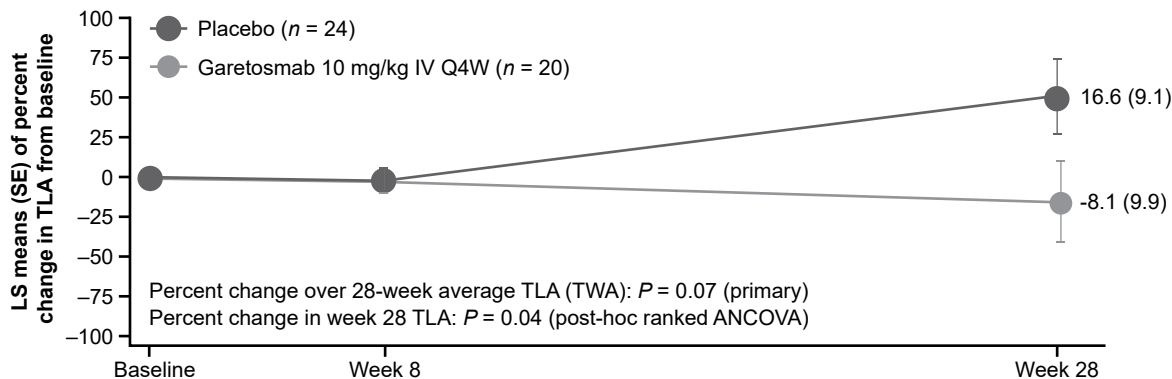 LS means (SE) of percent
change in TLA from baseline
100
75
50
25
0
–25
–50
–75
–100
Placebo (n = 24)
Garetosmab 10 mg/kg IV Q4W (n = 20)
16.6 (9.1)
-8.1 (9.9)
Percent change over 28-week average TLA (TWA): P = 0.07 (primary)
Percent change in week 28 TLA: P = 0.04 (post-hoc ranked ANCOVA)
Baseline
Week 8
Week 28